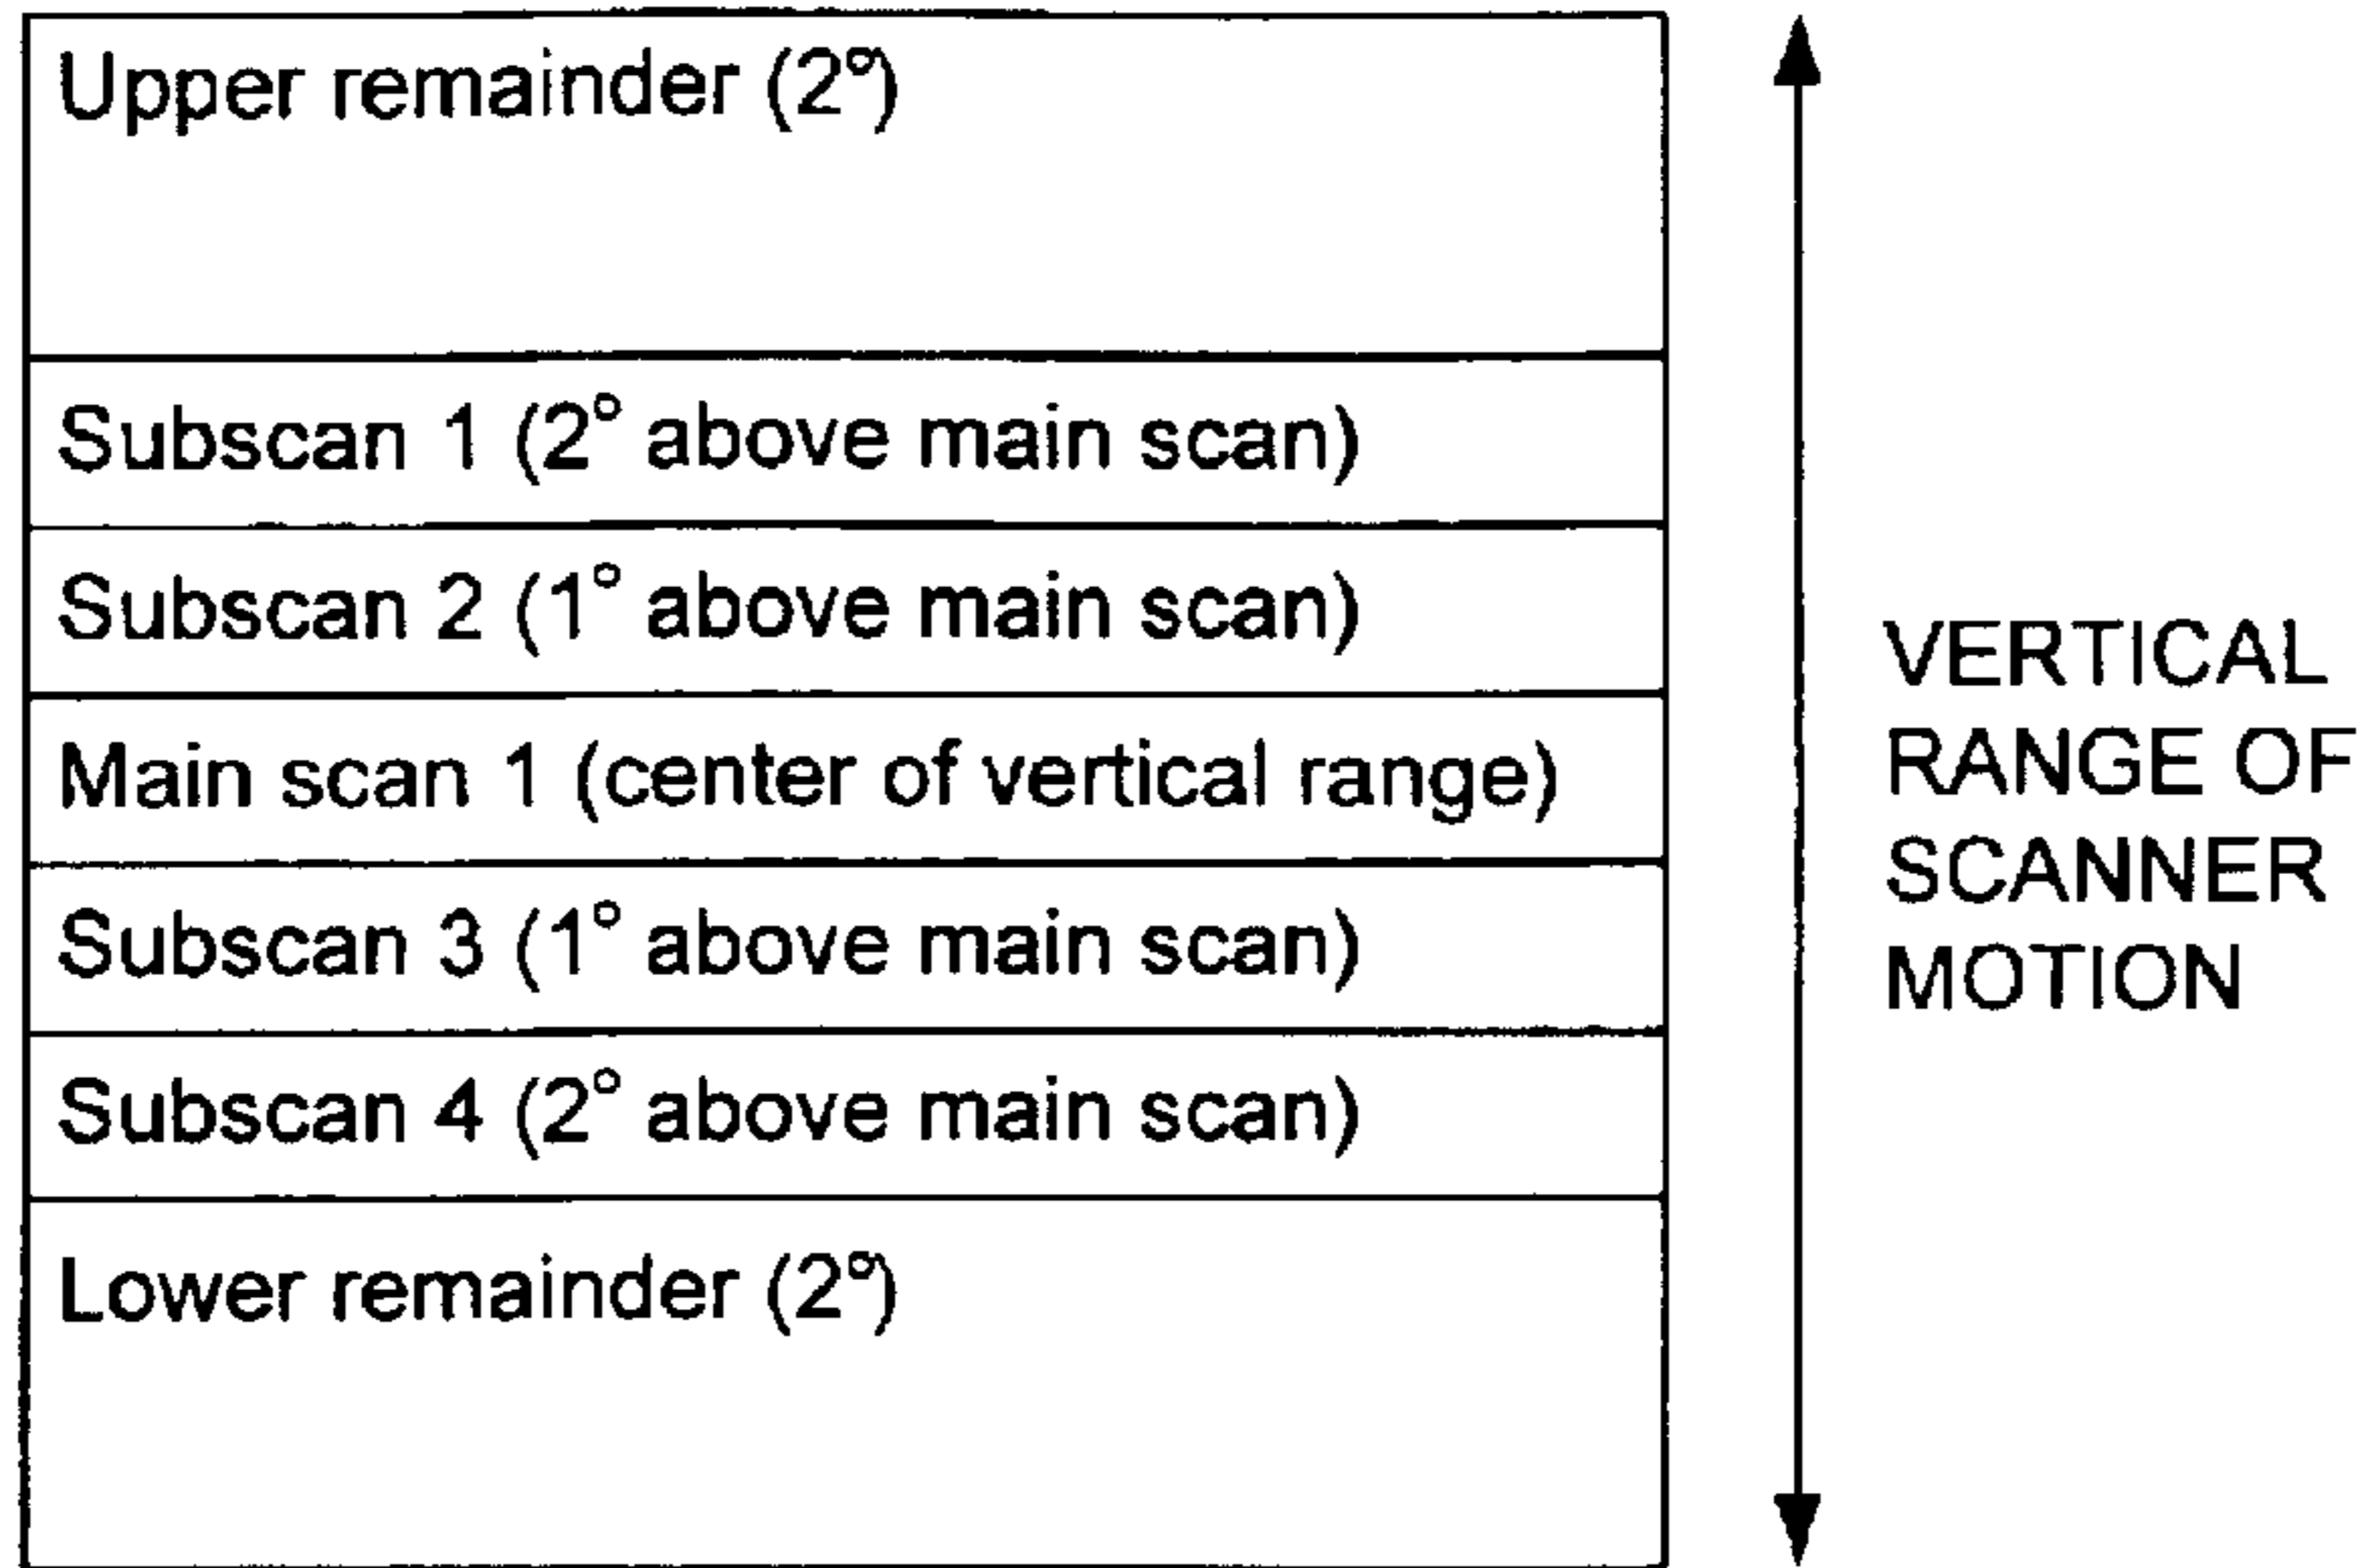 Upper remainder (2°)
Subscan 1 (2° above main scan)
Subscan 2 (1° above main scan)
Main scan 1 (center of vertical range)
Subscan 3 (1° above main scan)
Subscan 4 (2° above main scan)
Lower remainder (2°)
VERTICAL
RANGE OF
SCANNER
MOTION